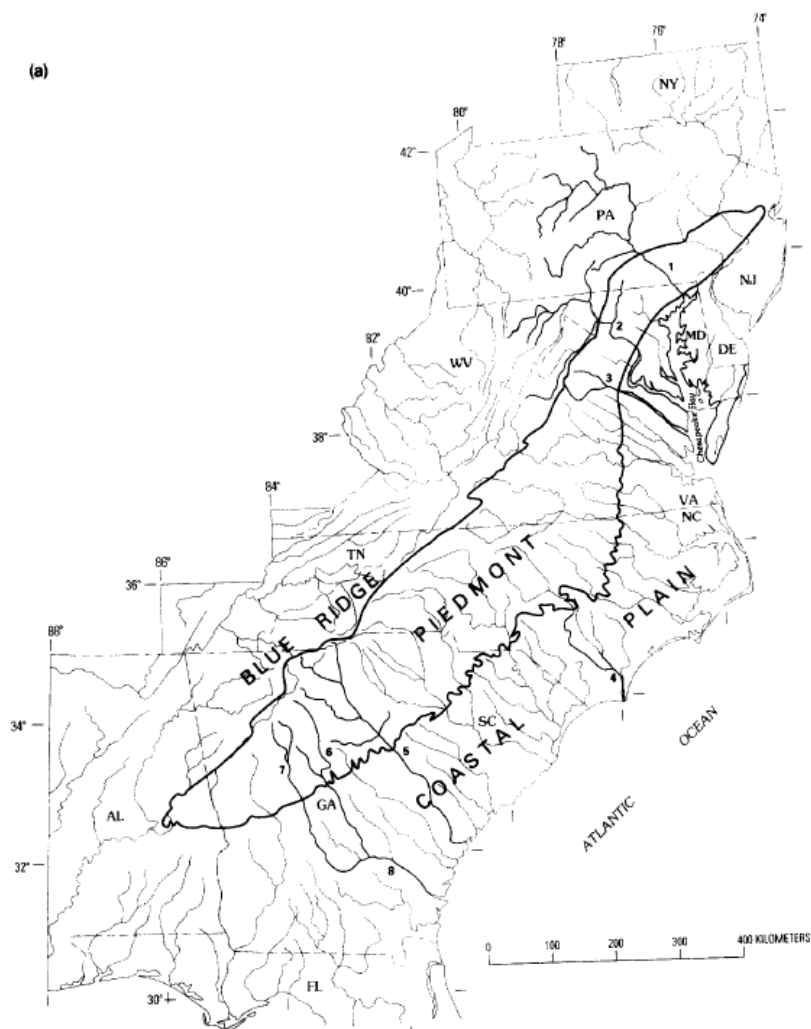 (a)
78°
76°
74°
NY
80°
42°
PA
1
NJ
40°
2
MD
DE
82°
WV
3
Chesapeake Bay
38°
84°
VA
NC
TN
86°
36°
BLUE RIDGE
PIEDMONT
PLAIN
88°
4
34°
SC
OCEAN
5
6
7
COASTAL
GA
AL
ATLANTIC
32°
8
0 100 200 300 400 KILOMETERS
FL
30°